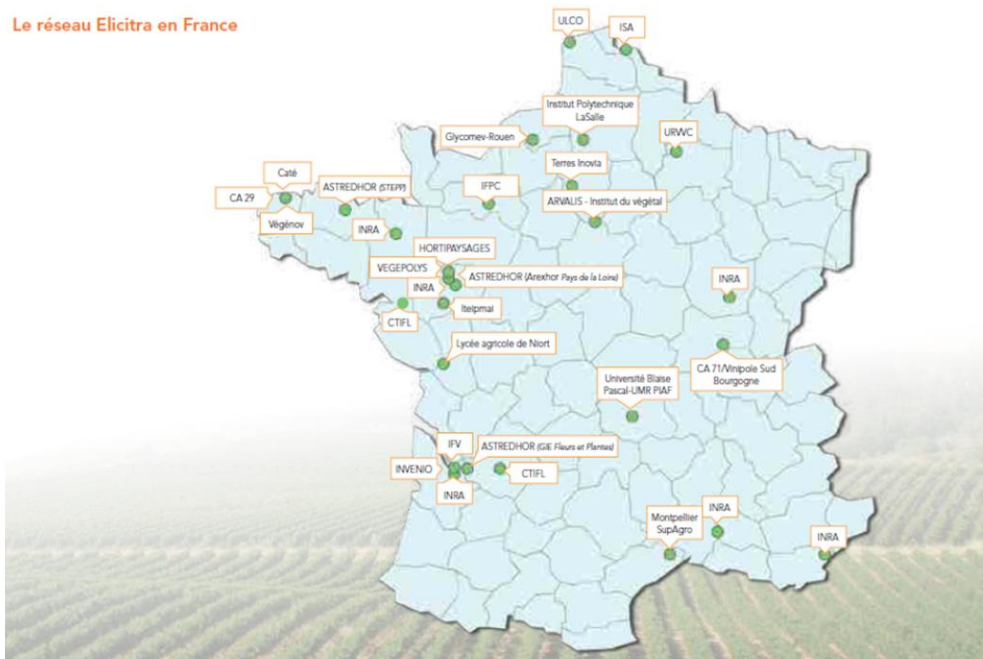 Le réseau Elicitra en France
ULCO
ISA
Institut Polytechnique
LaSalle
Glycomev-Rouen
URVVC
Terres Inovia
Caté
CA 29
ASTREDHOR (STEPP)
IFPC
ARVALIS - Institut du végétal
Végénov
INRA
HORTIPAYSAGES
VEGEPOLYS
ASTREDHOR (Arexhor Pays de la Loire)
INRA
INRA
Iteipmai
CTIFL
Lycée agricole de Niort
CA 71/Vinipole Sud
Bourgogne
Université Blaise
Pascal-UMR PIAF
IFV
ASTREDHOR (GIE Fleurs et Plantes)
INVENIO
CTIFL
INRA
INRA
Montpellier
SupAgro
INRA